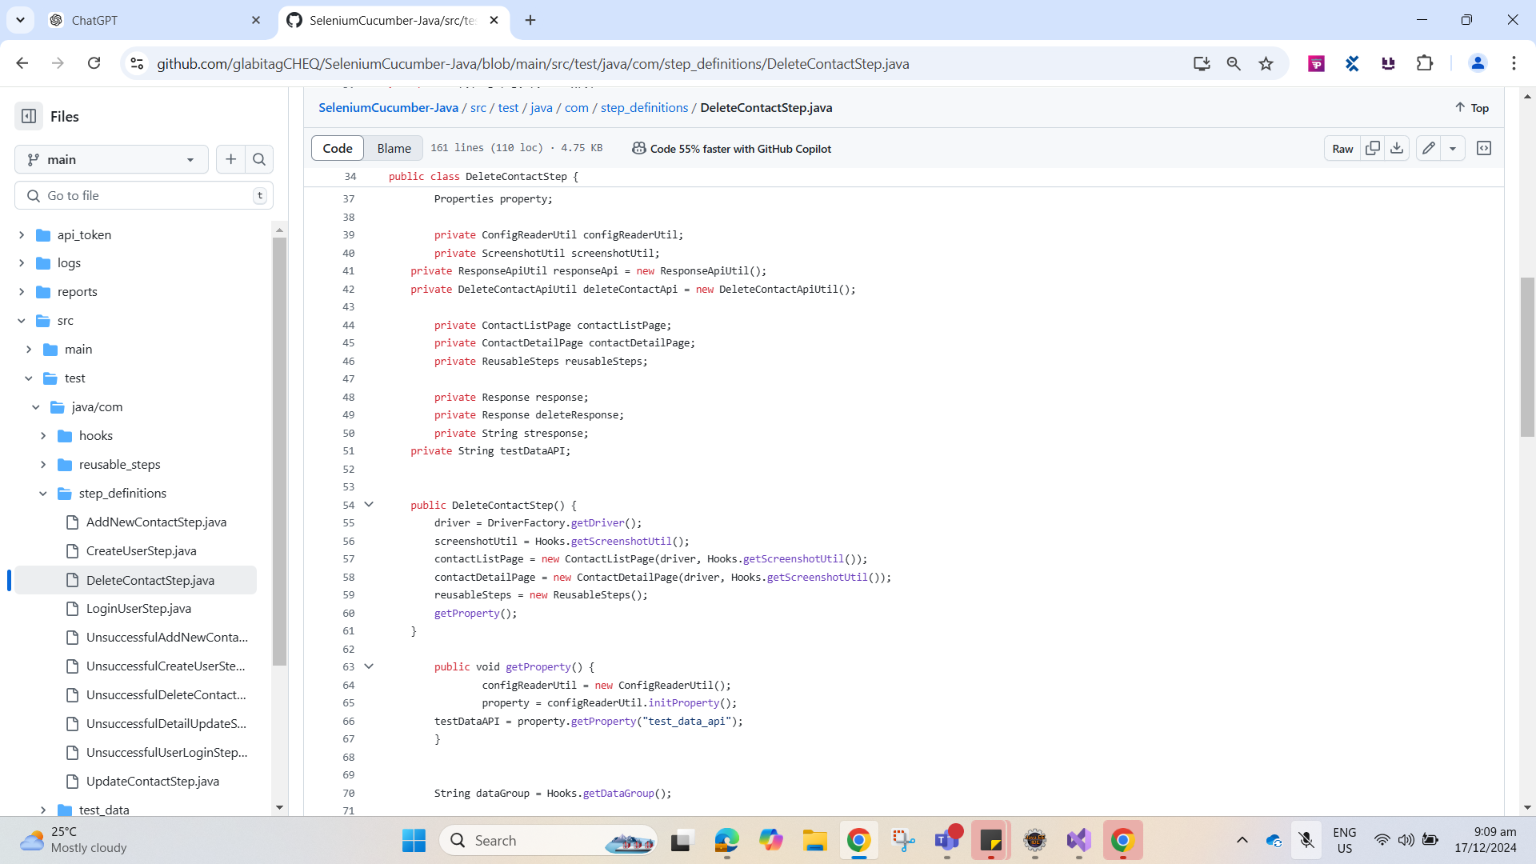 ChatGPT
SeleniumCucumber-Java/src/te
github.com/glabitagCHEQ/SeleniumCucumber-Java/blob/main/src/test/java/com/step_definitions/DeleteContactStep.java
Files
main
Go to file
t
api_token
logs
reports
src
main
test
java/com
hooks
reusable_steps
step_definitions
AddNewContactStep.java
CreateUserStep.java
DeleteContactStep.java
LoginUserStep.java
UnsuccessfulAddNewConta...
UnsuccessfulCreateUserSte...
UnsuccessfulDeleteContact...
UnsuccessfulDetailUpdateS...
UnsuccessfulUserLoginStep...
UpdateContactStep.java
test_data
SeleniumCucumber-Java / src / test / java / com / step_definitions / DeleteContactStep.java
Top
Code
Blame
161 lines (110 loc) · 4.75 KB
Code 55% faster with GitHub Copilot
Raw
34 public class DeleteContactStep {
37 Properties property;
38
39 private ConfigReaderUtil configReaderUtil;
40 private ScreenshotUtil screenshotUtil;
41 private ResponseApiUtil responseApi = new ResponseApiUtil();
42 private DeleteContactApiUtil deleteContactApi = new DeleteContactApiUtil();
43
44 private ContactListPage contactListPage;
45 private ContactDetailPage contactDetailPage;
46 private ReusableSteps reusableSteps;
47
48 private Response response;
49 private Response deleteResponse;
50 private String stresponse;
51 private String testDataAPI;
52
53
54 public DeleteContactStep() {
55 driver = DriverFactory.getDriver();
56 screenshotUtil = Hooks.getScreenshotUtil();
57 contactListPage = new ContactListPage(driver, Hooks.getScreenshotUtil());
58 contactDetailPage = new ContactDetailPage(driver, Hooks.getScreenshotUtil());
59 reusableSteps = new ReusableSteps();
60 getProperty();
61 }
62
63 public void getProperty() {
64 configReaderUtil = new ConfigReaderUtil();
65 property = configReaderUtil.initProperty();
66 testDataAPI = property.getProperty("test_data_api");
67 }
68
69
70 String dataGroup = Hooks.getDataGroup();
71
25°C
Mostly cloudy
Search
ENG
US
9:09 am
17/12/2024